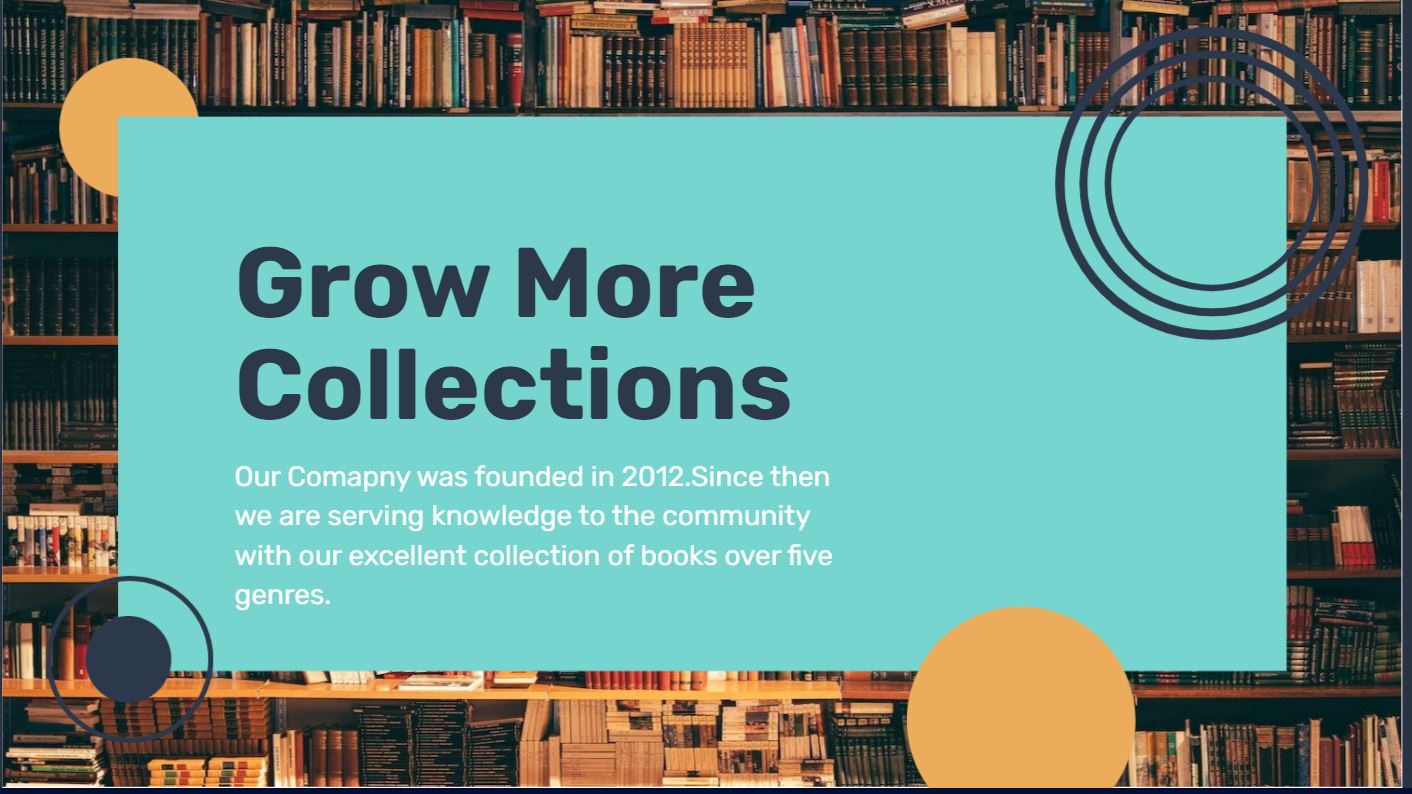 Grow More
Collections
Our Comapny was founded in 2012.Since then
we are serving knowledge to the community
with our excellent collection of books over five
genres.